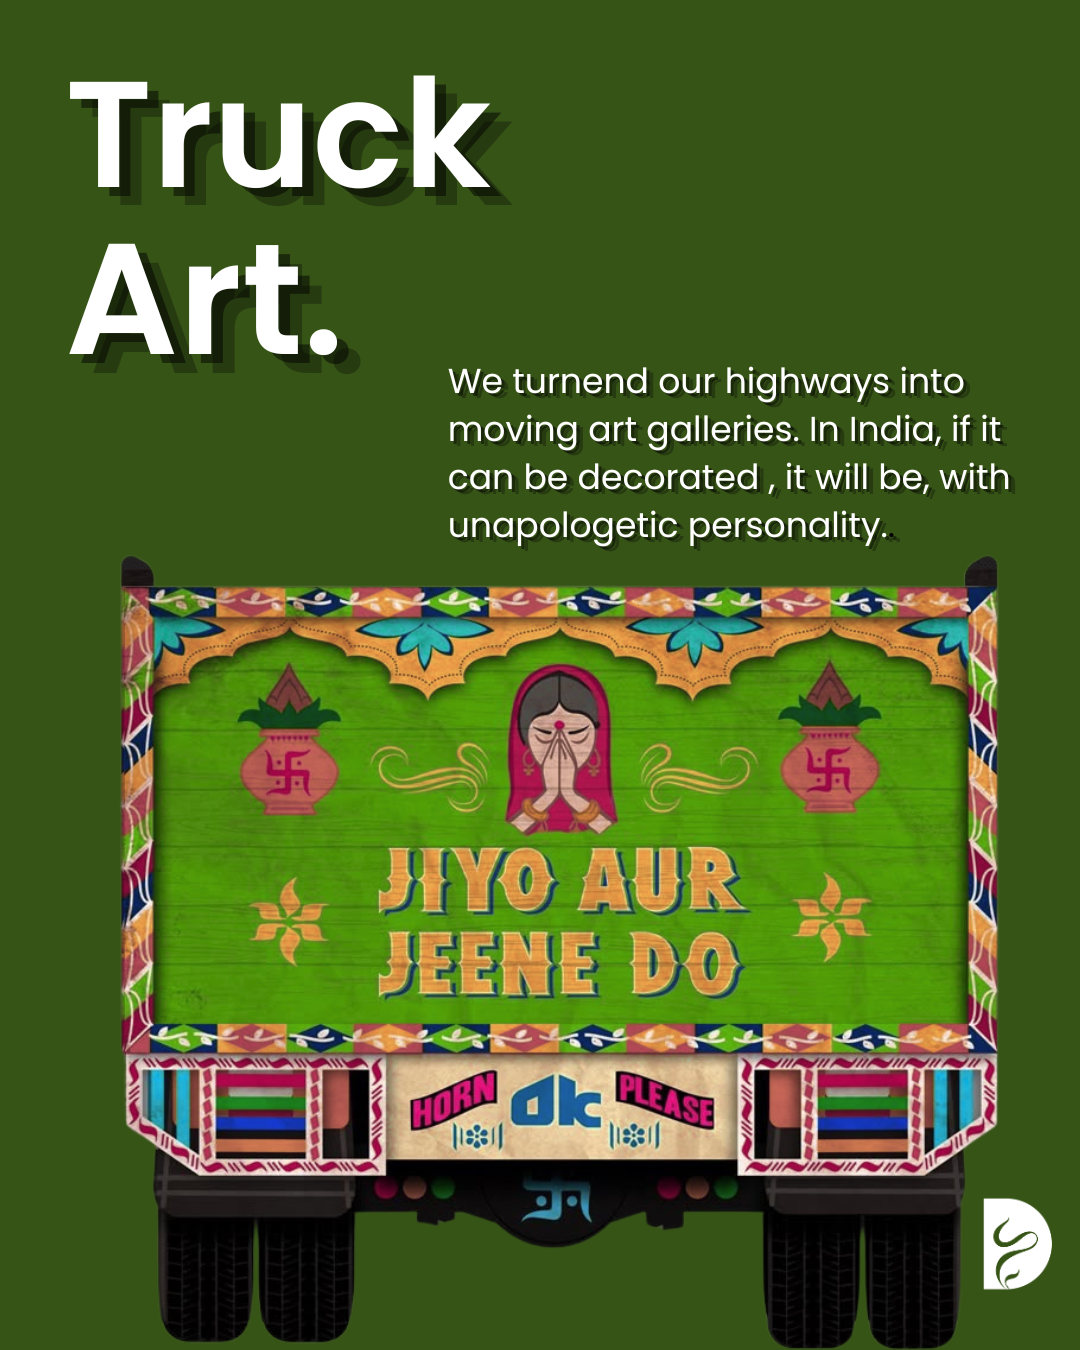 Truck
Art.
We turnend our highways into
moving art galleries. In India, if it
can be decorated , it will be, with
unapologetic personality..
JIYO AUR
JEENE DO
HORN OK PLEASE